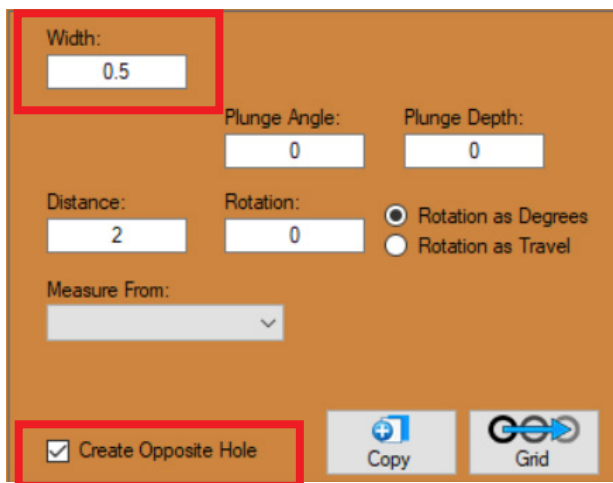 Width:
0.5
Plunge Angle: Plunge Depth:
0 0
Distance: Rotation:
2 0
Rotation as Degrees
Rotation as Travel
Measure From:
Create Opposite Hole
Copy Grid